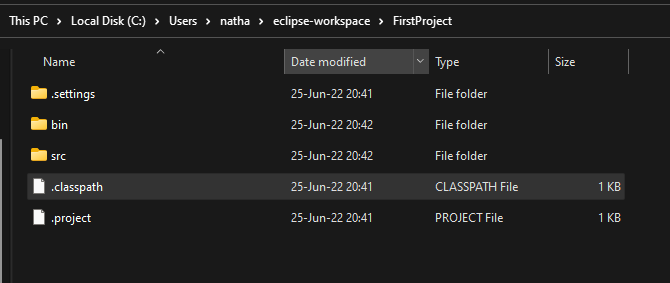 This PC > Local Disk (C:) > Users > natha > eclipse-workspace > FirstProject
Name Date modified Type Size
.settings 25-Jun-22 20:41 File folder
bin 25-Jun-22 20:42 File folder
src 25-Jun-22 20:42 File folder
.classpath 25-Jun-22 20:41 CLASSPATH File 1 KB
.project 25-Jun-22 20:41 PROJECT File 1 KB